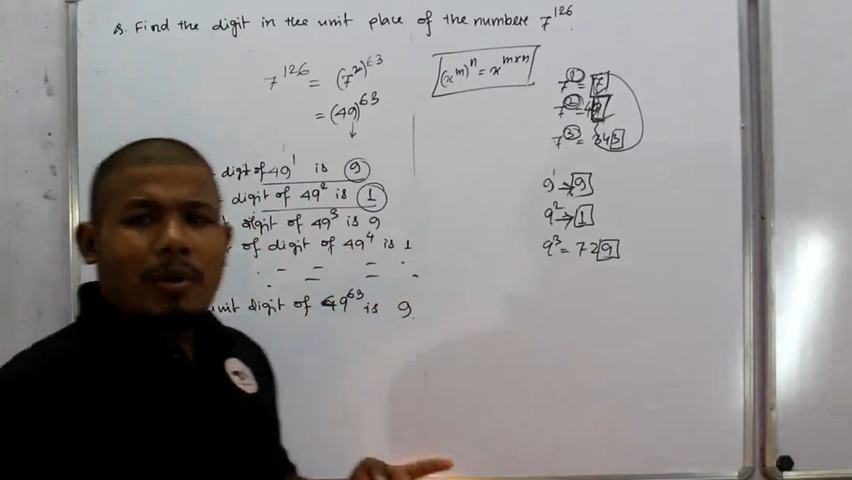 Q. Find the digit in the unit place of the numbers 7^126.
7^126 = (7^2)^63
= (49)^63
(x^m)^n = x^m×n
digit of 49^1 is 9
digit of 49^2 is 1
digit of 49^3 is 9
of digit of 49^4 is 1
unit digit of 49^63 is 9.
7^1 = 7
7^2 = 49
7^3 = 343
9^1 → 9
9^2 → 1
9^3 = 729